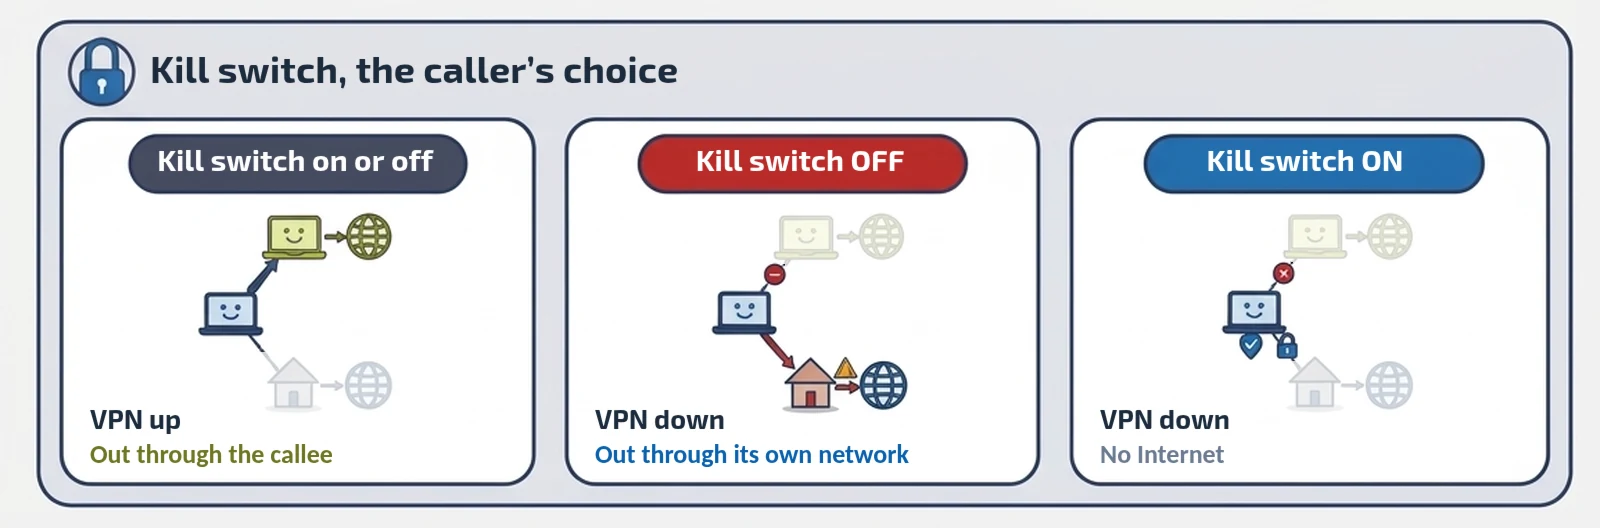 Kill switch, the caller's choice
Kill switch on or off
VPN up
Out through the callee
Kill switch OFF
VPN down
Out through its own network
Kill switch ON
VPN down
No Internet